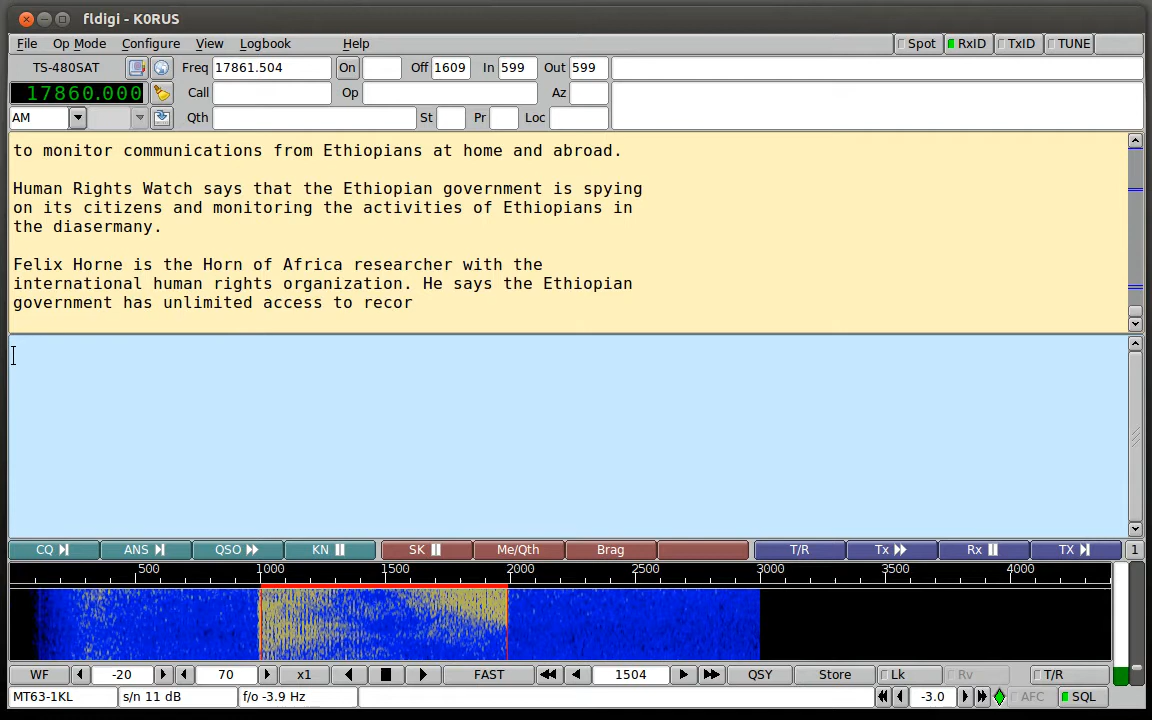 fldigi - K0RUS
File Op Mode Configure View Logbook Help Spot RxID TxID TUNE
TS-480SAT Freq 17861.504 On Off 1609 In 599 Out 599
17860.000 Call Op Az
AM Qth St Pr Loc
to monitor communications from Ethiopians at home and abroad.
Human Rights Watch says that the Ethiopian government is spying
on its citizens and monitoring the activities of Ethiopians in
the diasermany.
Felix Horne is the Horn of Africa researcher with the
international human rights organization. He says the Ethiopian
government has unlimited access to recor
CQ ANS QSO KN SK Me/Qth Brag T/R Tx Rx TX 1
500 1000 1500 2000 2500 3000 3500 4000
WF -20 70 x1 FAST 1504 QSY Store Lk Rv T/R
MT63-1KL s/n 11 dB f/o -3.9 Hz -3.0 AFC SQL